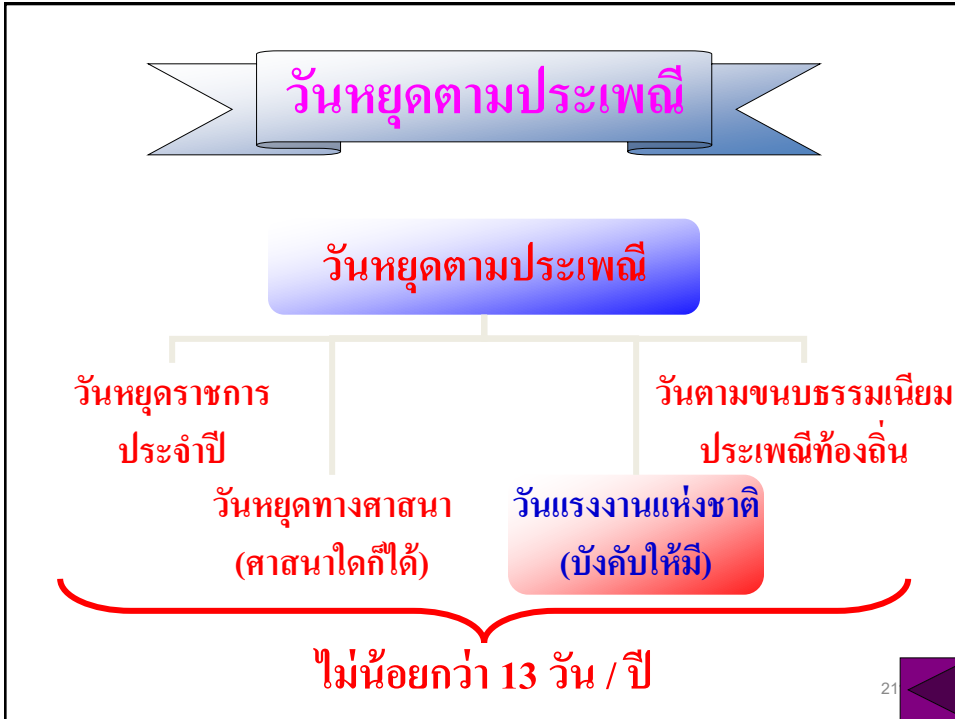 วันหยุดตามประเพณี
วันหยุดตามประเพณี
วันหยุดราชการ
ประจำปี
วันหยุดทางศาสนา
(ศาสนาใดก็ได้)
วันแรงงานแห่งชาติ
(บังคับให้มี)
วันตามขนบธรรมเนียม
ประเพณีท้องถิ่น
ไม่น้อยกว่า 13 วัน / ปี
21